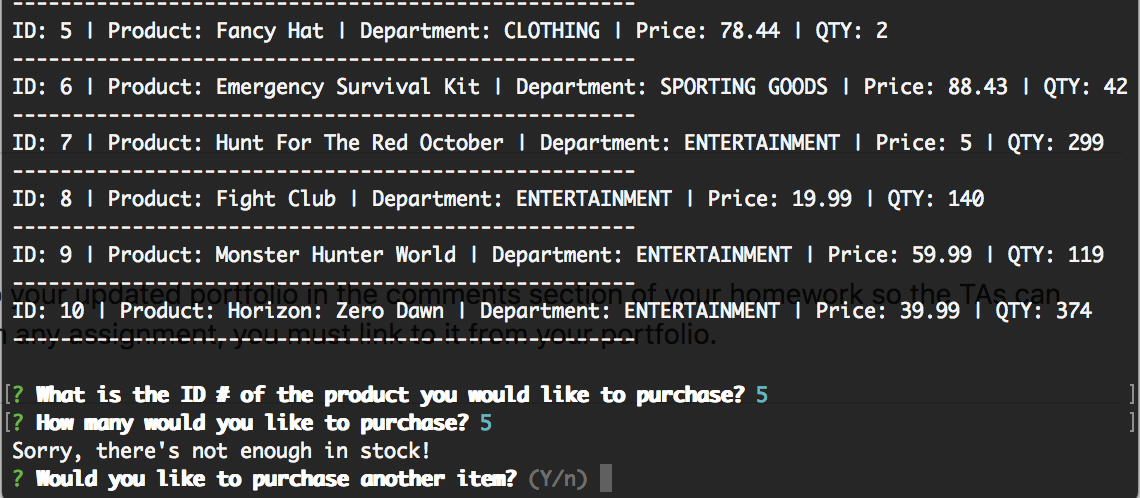 ------------------------------------------------------
ID: 5 | Product: Fancy Hat | Department: CLOTHING | Price: 78.44 | QTY: 2
------------------------------------------------------
ID: 6 | Product: Emergency Survival Kit | Department: SPORTING GOODS | Price: 88.43 | QTY: 42
------------------------------------------------------
ID: 7 | Product: Hunt For The Red October | Department: ENTERTAINMENT | Price: 5 | QTY: 299
------------------------------------------------------
ID: 8 | Product: Fight Club | Department: ENTERTAINMENT | Price: 19.99 | QTY: 140
------------------------------------------------------
ID: 9 | Product: Monster Hunter World | Department: ENTERTAINMENT | Price: 59.99 | QTY: 119
------------------------------------------------------
your updated portfolio in the comments section of your homework so the TAs can
ID: 10 | Product: Horizon: Zero Dawn | Department: ENTERTAINMENT | Price: 39.99 | QTY: 374
any assignment, you must link to it from your portfolio.
------------------------------------------------------
[? What is the ID # of the product you would like to purchase? 5 ]
[? How many would you like to purchase? 5 ]
Sorry, there's not enough in stock!
? Would you like to purchase another item? (Y/n)